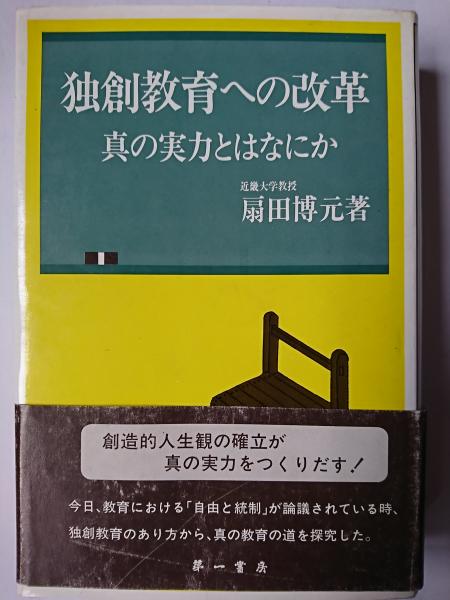 独創教育への改革
真の実力とはなにか
近畿大学教授
扇田博元著
創造的人生観の確立が
真の実力をつくりだす!
今日、教育における「自由と統制」が論議されている時、
独創教育のあり方から、真の教育の道を探究した。
第一書房